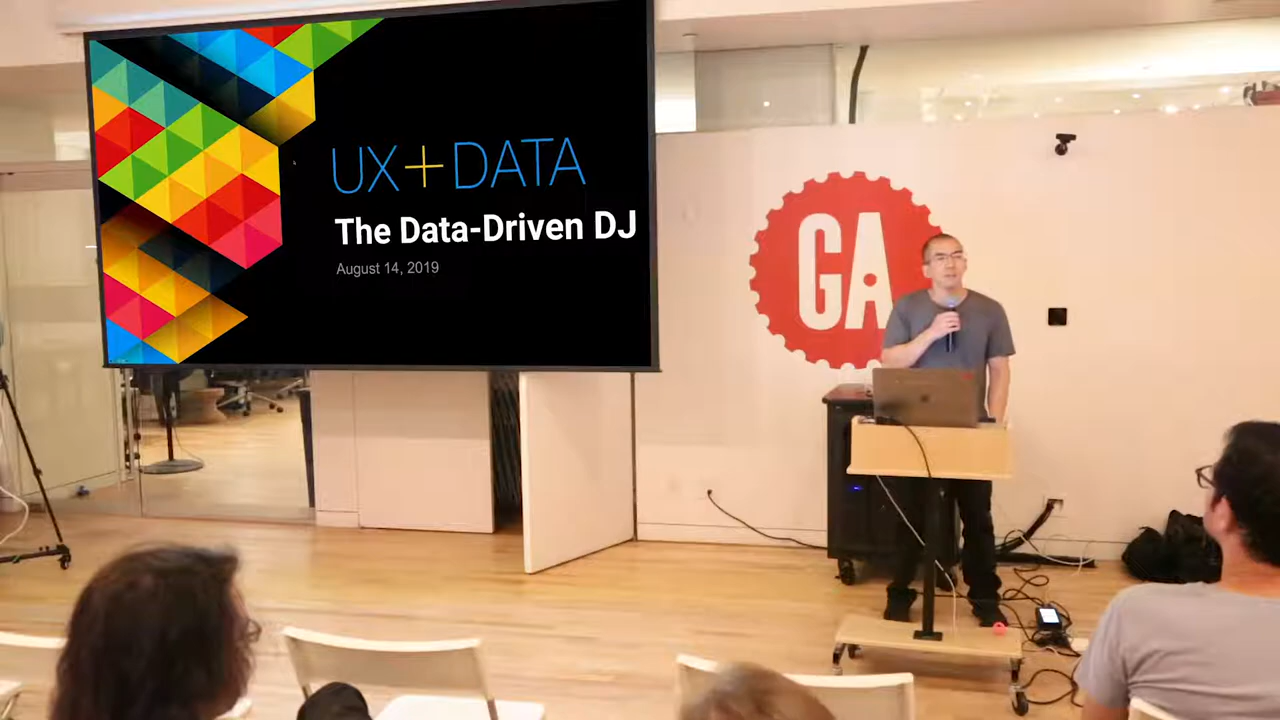 UX+DATA
The Data-Driven DJ
August 14, 2019
GA